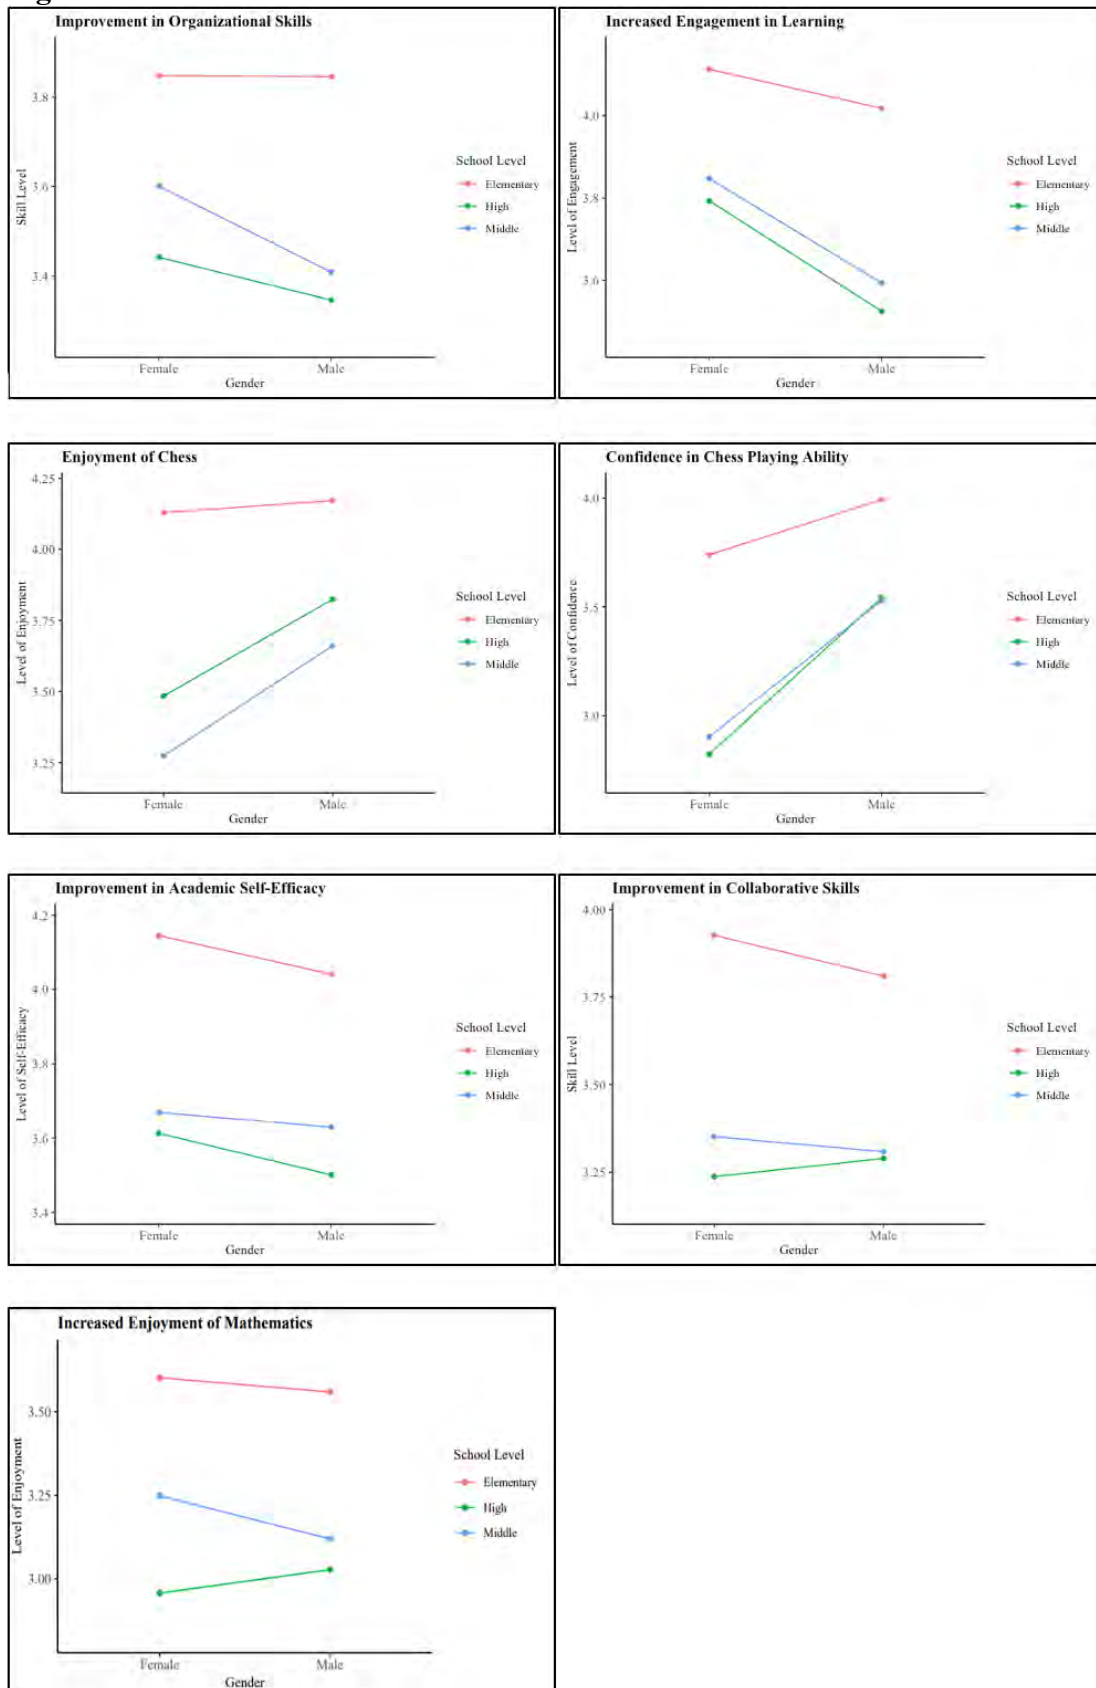 Improvement in Organizational Skills
3.8
3.6
3.4
Skill Level
Female
Male
Gender
School Level
Elementary
High
Middle
Increased Engagement in Learning
4.0
3.8
3.6
Level of Engagement
Female
Male
Gender
School Level
Elementary
High
Middle
Enjoyment of Chess
4.25
4.00
3.75
3.50
3.25
Level of Enjoyment
Female
Male
Gender
School Level
Elementary
High
Middle
Confidence in Chess Playing Ability
4.0
3.5
3.0
Level of Confidence
Female
Male
Gender
School Level
Elementary
High
Middle
Improvement in Academic Self-Efficacy
4.2
4.0
3.8
3.6
3.4
Level of Self-Efficacy
Female
Male
Gender
School Level
Elementary
High
Middle
Improvement in Collaborative Skills
4.00
3.75
3.50
3.25
Skill Level
Female
Male
Gender
School Level
Elementary
High
Middle
Increased Enjoyment of Mathematics
3.50
3.25
3.00
Level of Enjoyment
Female
Male
Gender
School Level
Elementary
High
Middle